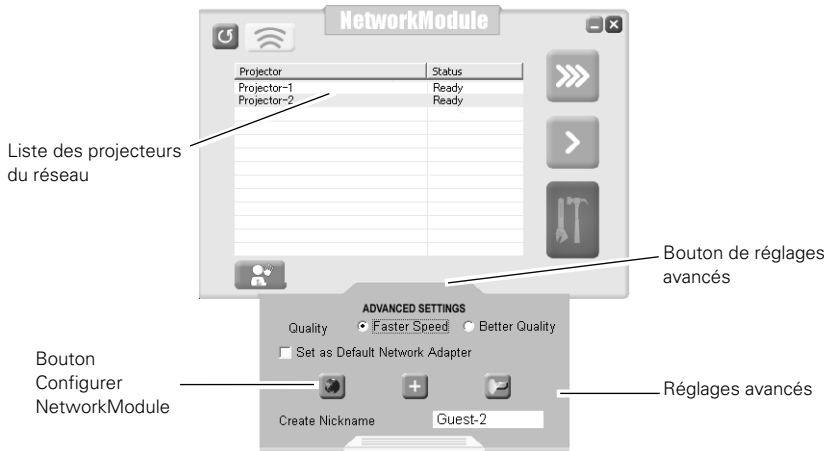 NetworkModule
Projector Status
Projector-1 Ready
Projector-2 Ready
Liste des projecteurs
du réseau
Bouton de réglages
avancés
ADVANCED SETTINGS
Quality Faster Speed Better Quality
Set as Default Network Adapter
Bouton
Configurer
NetworkModule
Réglages avancés
Create Nickname Guest-2